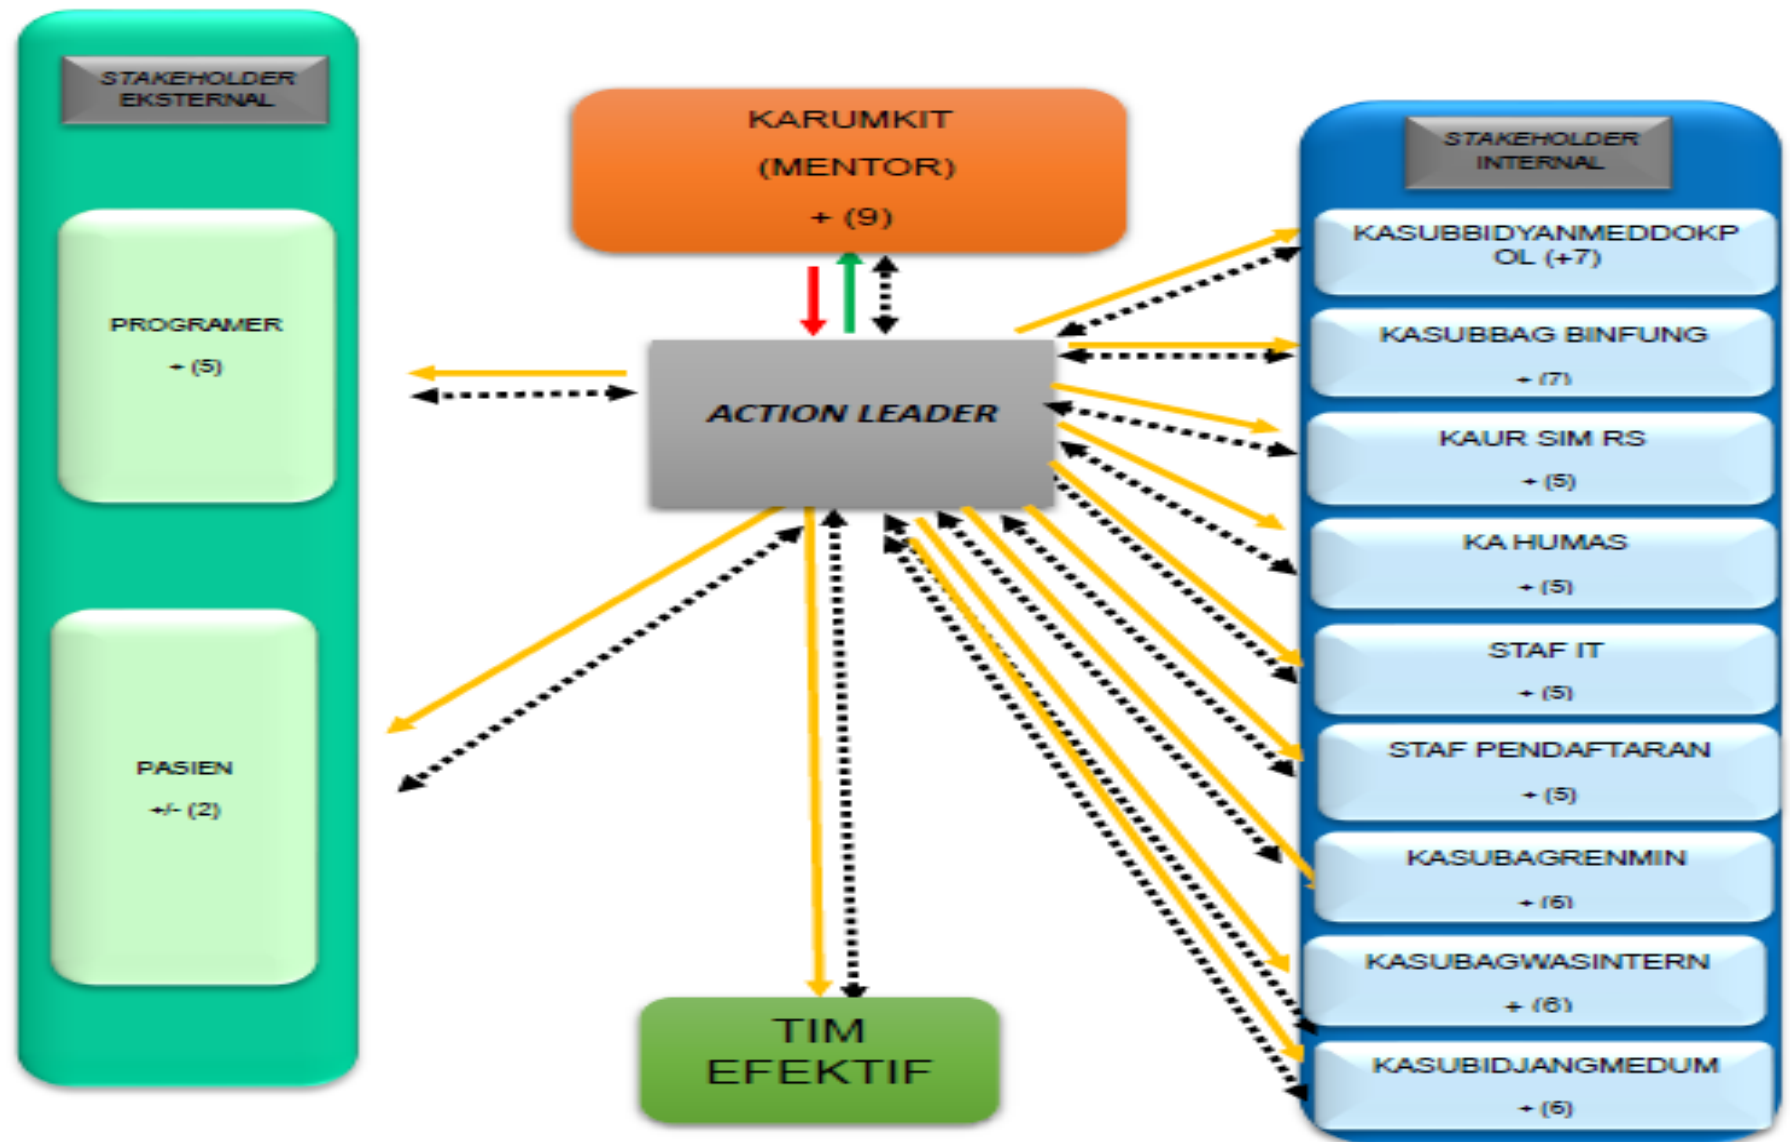 STAKEHOLDER
EKSTERNAL
PROGRAMER
+ (5)
PASIEN
+/- (2)
KARUMKIT
(MENTOR)
+ (9)
ACTION LEADER
TIM
EFEKTIF
STAKEHOLDER
INTERNAL
KASUBBIDYANMEDDOKP
OL (+7)
KASUBBAG BINFUNG
+ (7)
KAUR SIM RS
+ (5)
KA HUMAS
+ (5)
STAF IT
+ (5)
STAF PENDAFTARAN
+ (5)
KASUBAGRENMIN
+ (6)
KASUBAGWASINTERN
+ (6)
KASUBIDJANGMEDUM
+ (6)